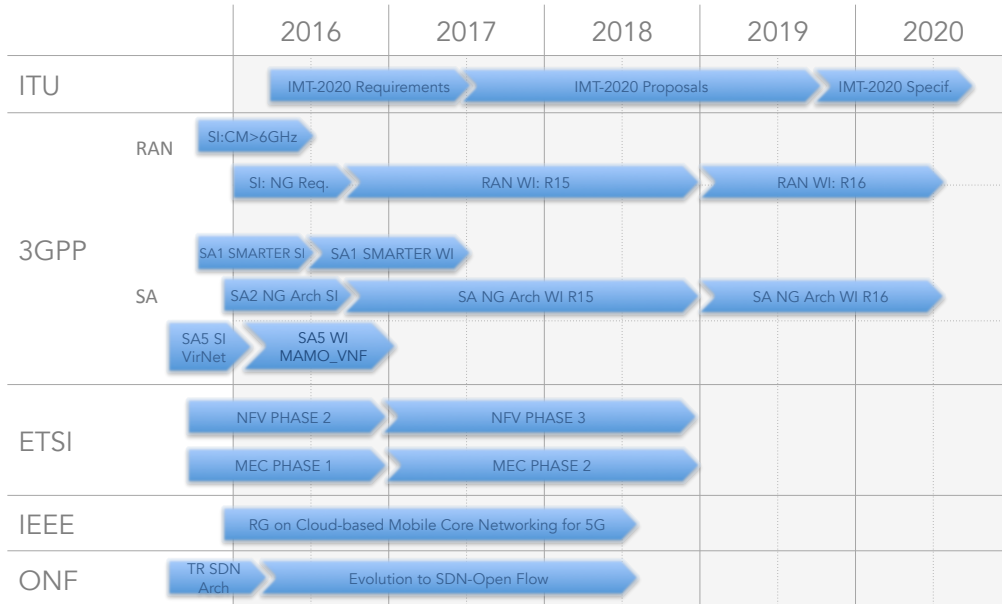 2016 2017 2018 2019 2020
ITU
IMT-2020 Requirements
IMT-2020 Proposals
IMT-2020 Specif.
3GPP
RAN
SI:CM>6GHz
SI: NG Req.
RAN WI: R15
RAN WI: R16
SA1 SMARTER SI
SA1 SMARTER WI
SA
SA2 NG Arch SI
SA NG Arch WI R15
SA NG Arch WI R16
SA5 SI
VirNet
SA5 WI
MAMO_VNF
ETSI
NFV PHASE 2
NFV PHASE 3
MEC PHASE 1
MEC PHASE 2
IEEE
RG on Cloud-based Mobile Core Networking for 5G
ONF
TR SDN
Arch
Evolution to SDN-Open Flow